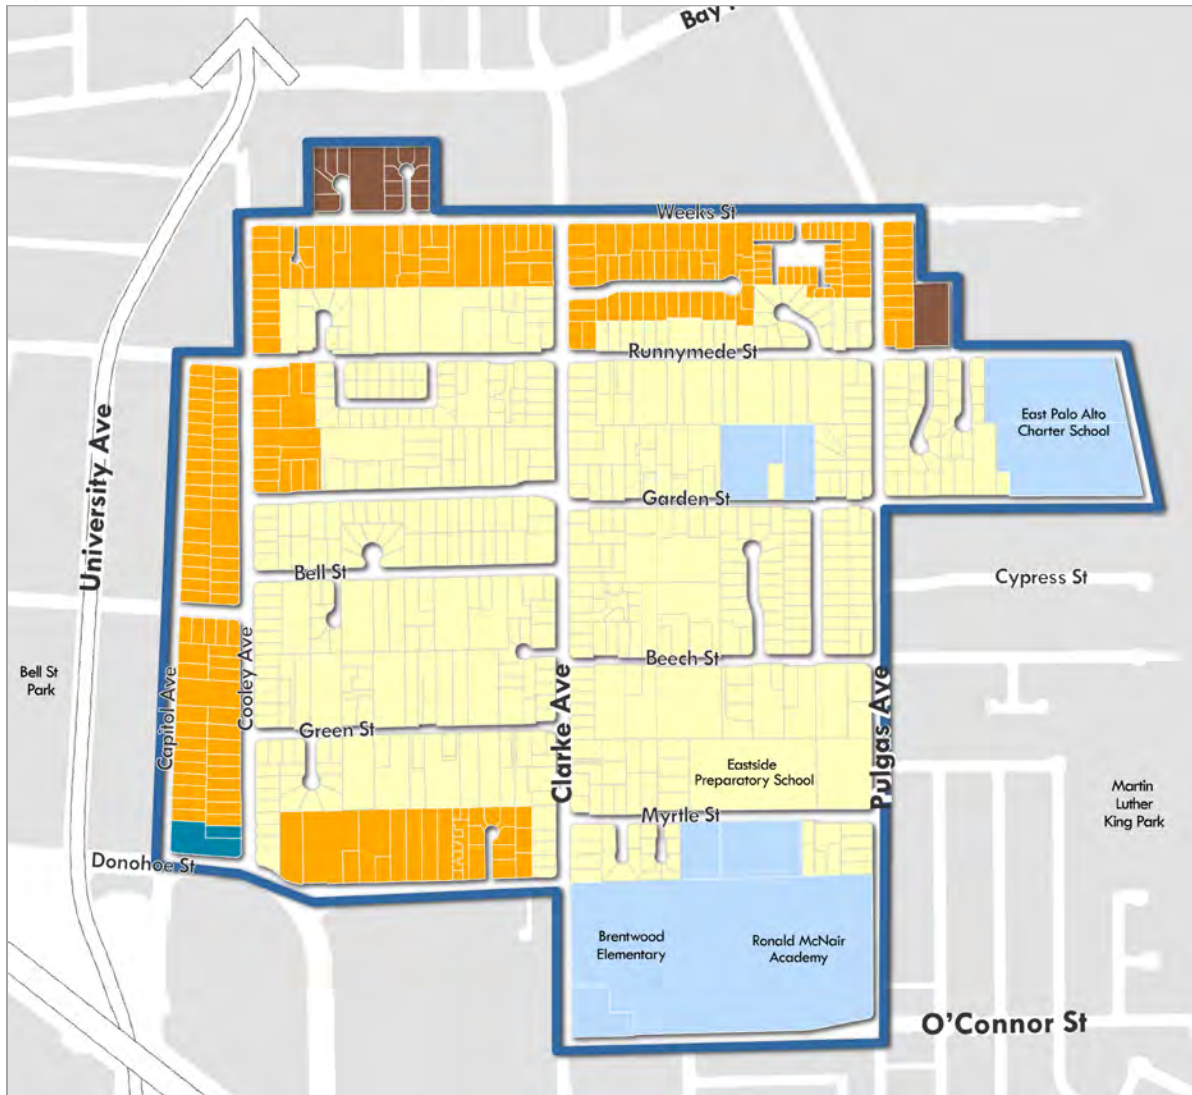 Bay
Weeks St
Runnymede St
East Palo Alto
Charter School
University Ave
Garden St
Bell St
Cypress St
Bell St
Park
Capitol Ave
Cooley Ave
Beech St
Clarke Ave
Pulgas Ave
Green St
Eastside
Preparatory School
Martin
Luther
King Park
Myrtle St
Donohoe St
Brentwood
Elementary
Ronald McNair
Academy
O'Connor St